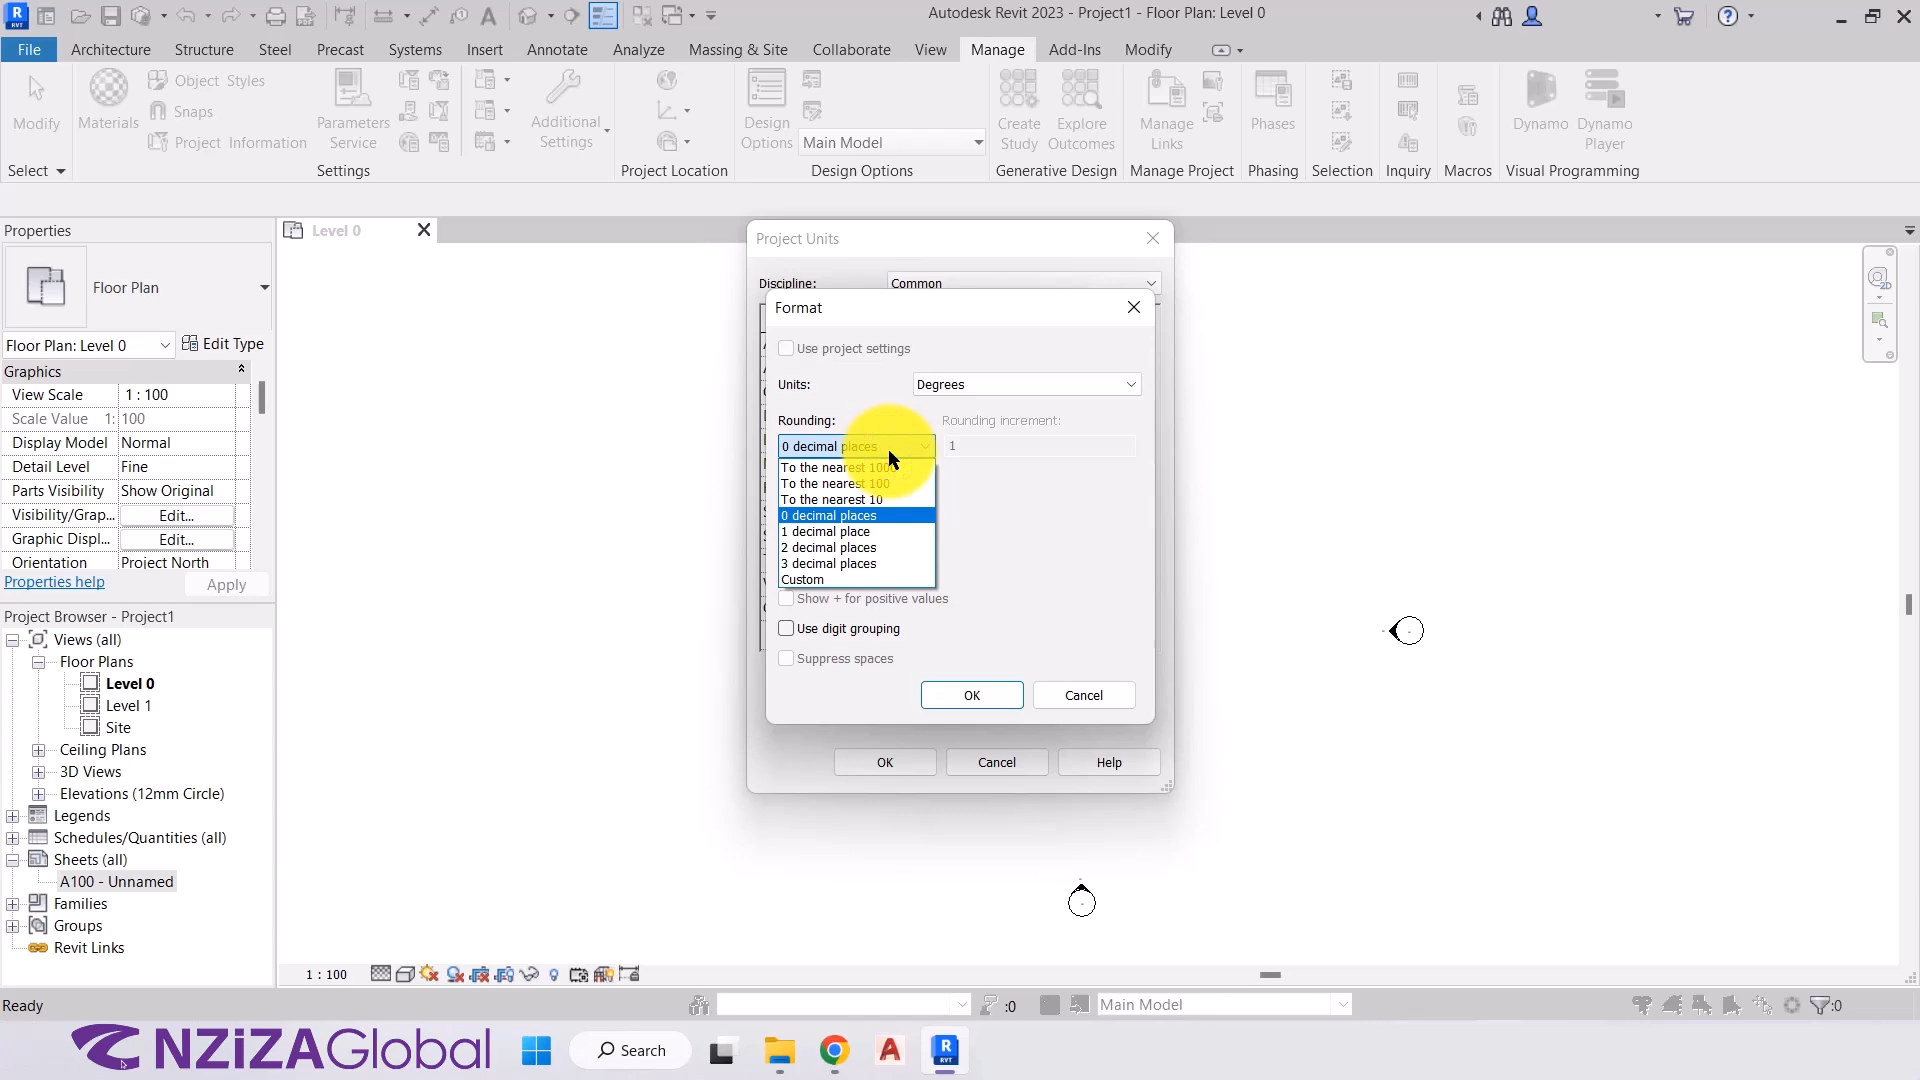 Autodesk Revit 2023 - Project1 - Floor Plan: Level 0
File Architecture Structure Steel Precast Systems Insert Annotate Analyze Massing & Site Collaborate View Manage Add-Ins Modify
Modify
Materials
Object Styles
Snaps
Project Information
Parameters
Service
Additional
Settings
Design
Options
Main Model
Create
Study
Explore
Outcomes
Manage
Links
Phases
Dynamo
Dynamo
Player
Select Settings Project Location Design Options Generative Design Manage Project Phasing Selection Inquiry Macros Visual Programming
Properties
Floor Plan
Floor Plan: Level 0 Edit Type
Graphics
View Scale 1 : 100
Scale Value 1: 100
Display Model Normal
Detail Level Fine
Parts Visibility Show Original
Visibility/Grap... Edit...
Graphic Displ... Edit...
Orientation Project North
Properties help Apply
Project Browser - Project1
Views (all)
Floor Plans
Level 0
Level 1
Site
Ceiling Plans
3D Views
Elevations (12mm Circle)
Legends
Schedules/Quantities (all)
Sheets (all)
A100 - Unnamed
Families
Groups
Revit Links
Level 0
Project Units
Discipline: Common
Format
Use project settings
Units: Degrees
Rounding: Rounding increment:
0 decimal places 1
To the nearest 1000
To the nearest 100
To the nearest 10
0 decimal places
1 decimal place
2 decimal places
3 decimal places
Custom
Show + for positive values
Use digit grouping
Suppress spaces
OK Cancel
OK Cancel Help
2D
1 : 100
Ready :0 Main Model :0
NZiZAGlobal
Search
A
R
RVT